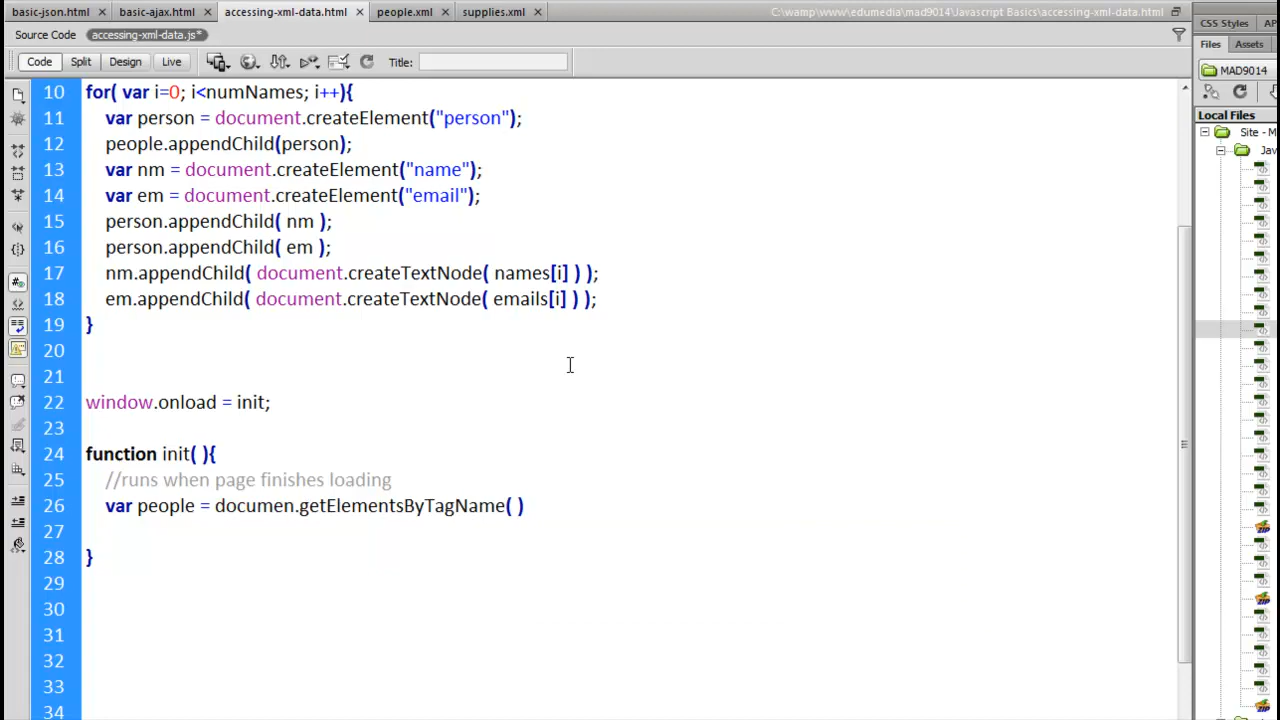 basic-json.html
basic-ajax.html
accessing-xml-data.html
people.xml
supplies.xml
C:\wamp\www\edumedia\mad9014\Javascript Basics\accessing-xml-data.html
CSS Styles
AP
Source Code
accessing-xml-data.js*
Files
Assets
Code
Split
Design
Live
Title:
MAD9014
Local Files
Site - M
Jav
10 for( var i=0; i<numNames; i++){
11 var person = document.createElement("person");
12 people.appendChild(person);
13 var nm = document.createElement("name");
14 var em = document.createElement("email");
15 person.appendChild( nm );
16 person.appendChild( em );
17 nm.appendChild( document.createTextNode( names[i] ) );
18 em.appendChild( document.createTextNode( emails[i] ) );
19 }
20
21
22 window.onload = init;
23
24 function init( ){
25 //runs when page finishes loading
26 var people = documen.getElementsByTagName( )
27
28 }
29
30
31
32
33
34